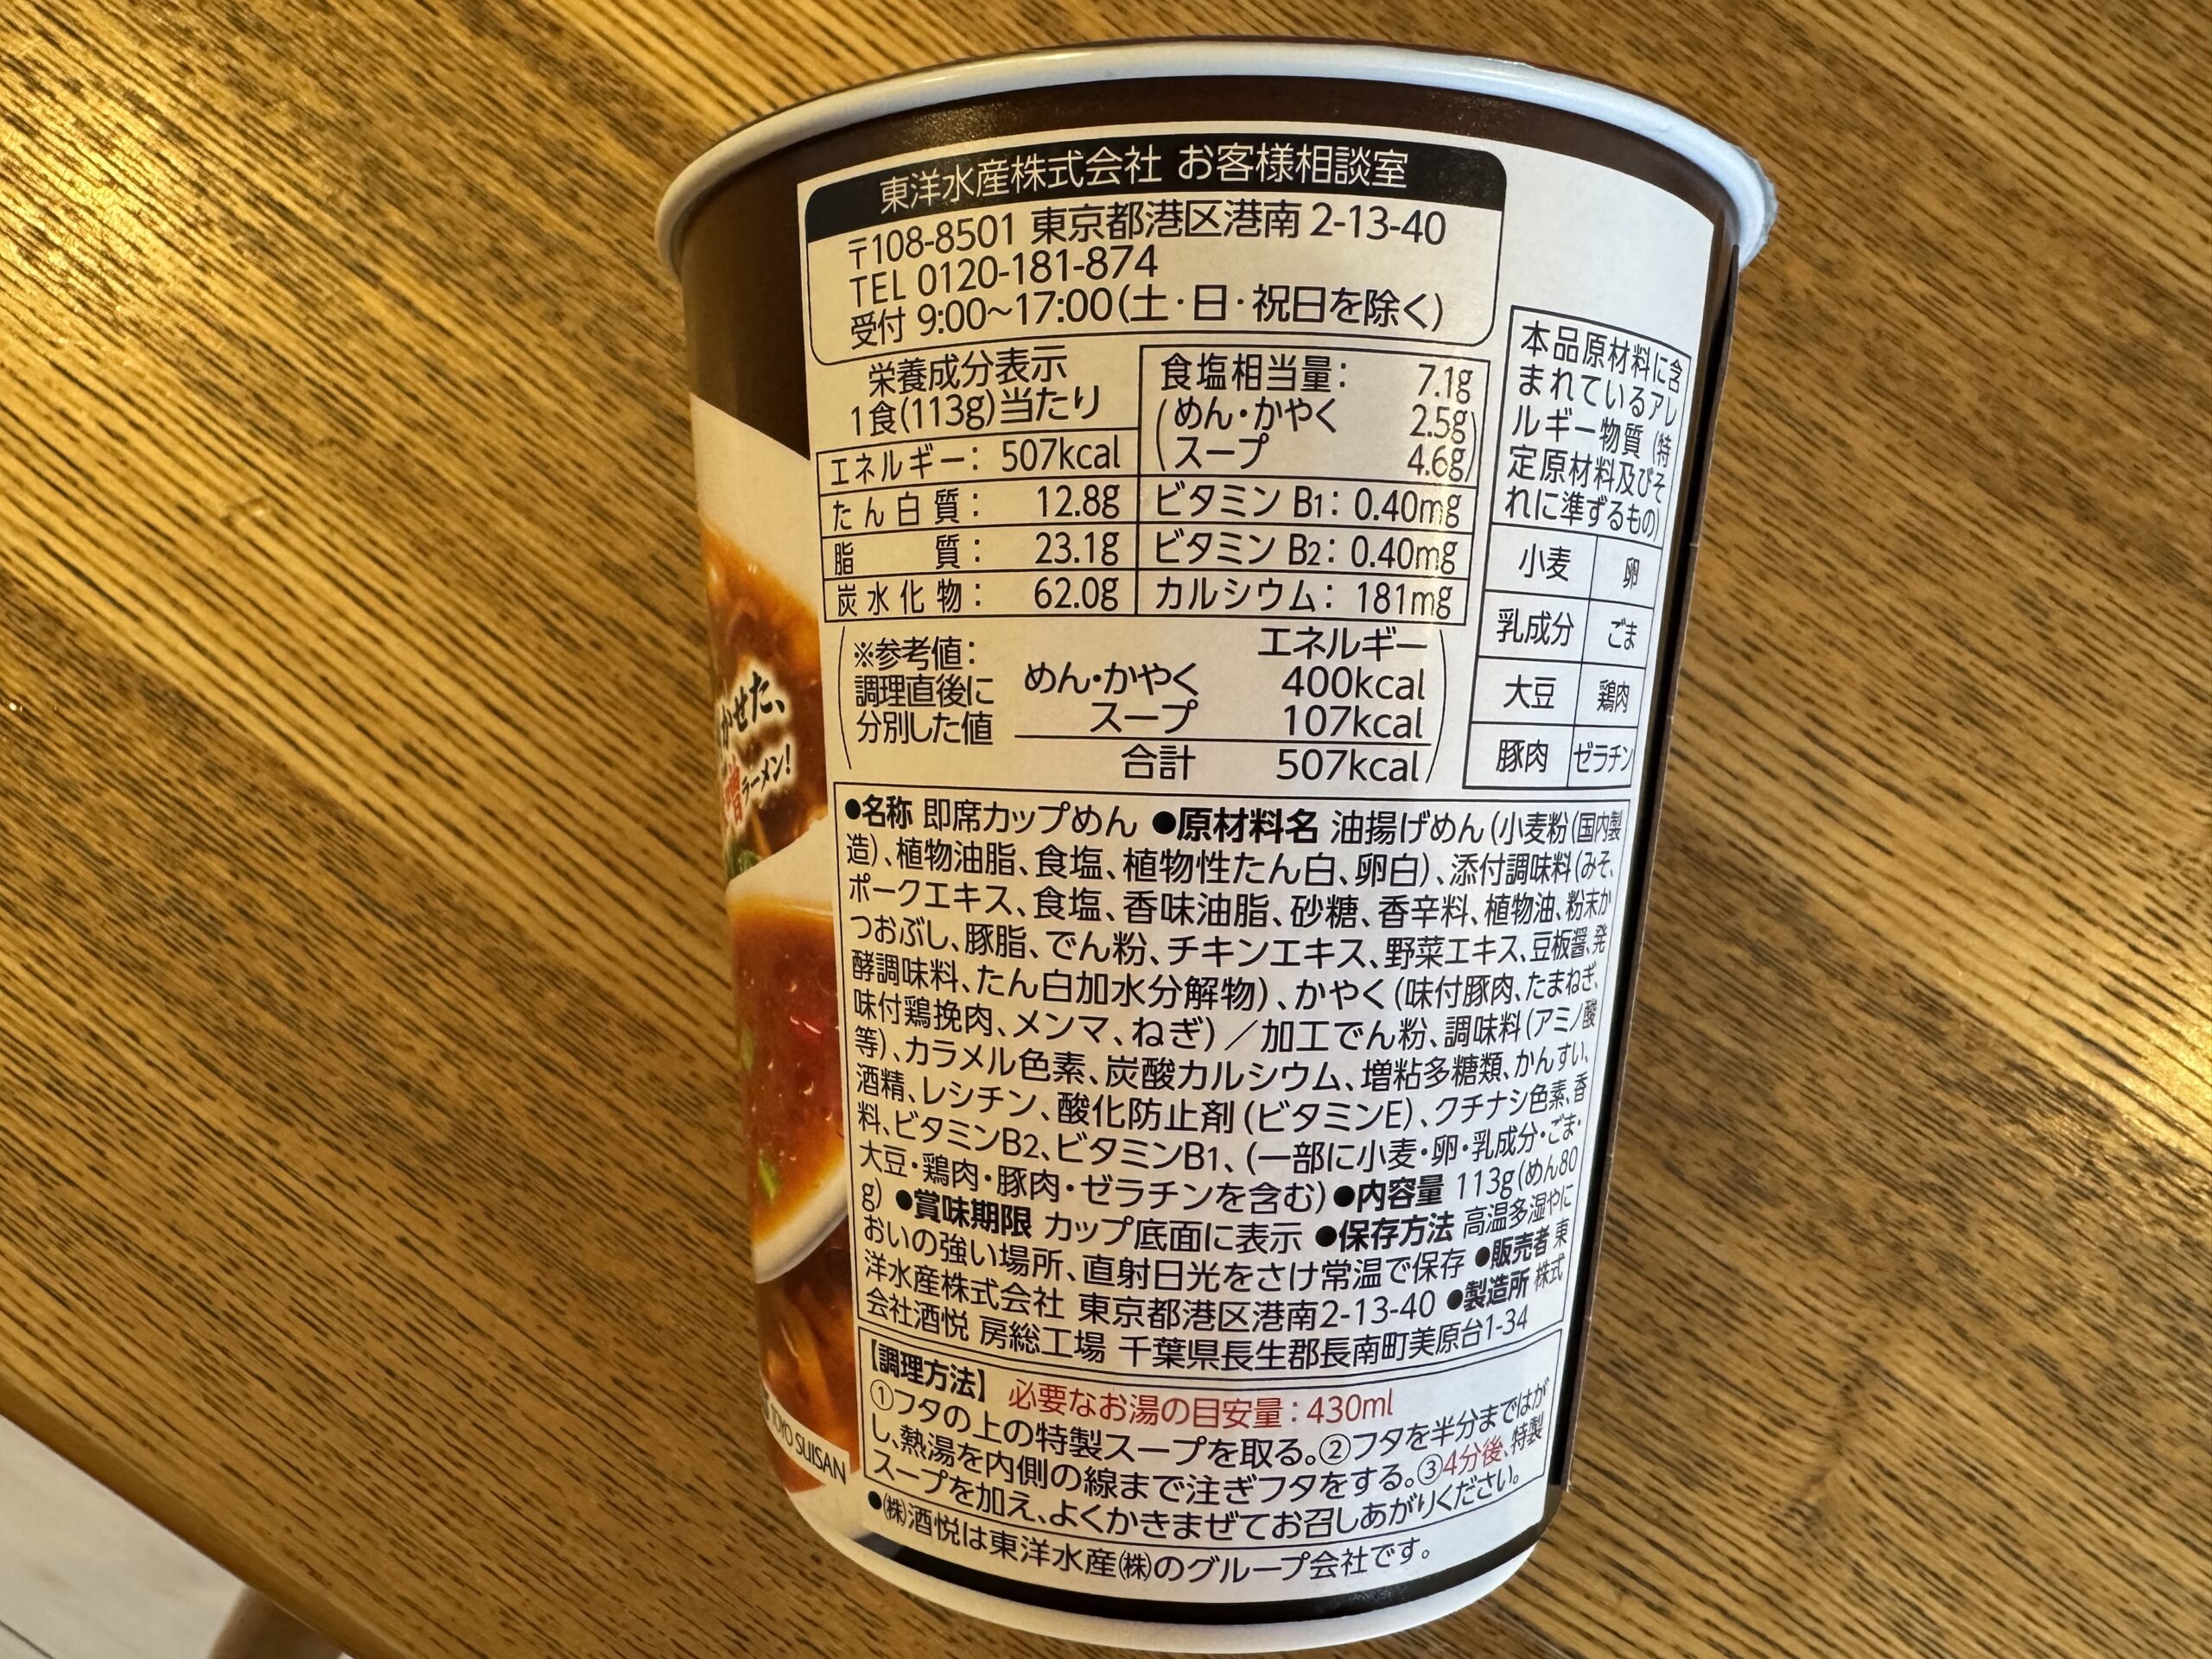 東洋水産株式会社 お客様相談室
〒108-8501 東京都港区港南 2-13-40
TEL 0120-181-874
受付 9:00〜17:00(土・日・祝日を除く)
栄養成分表示
1食(113g)当たり
エネルギー: 507kcal
たん白質: 12.8g
脂質: 23.1g
炭水化物: 62.0g
食塩相当量: 7.1g
(めん・かやく 2.5g
スープ 4.6g)
ビタミン B1: 0.40mg
ビタミン B2: 0.40mg
カルシウム: 181mg
※参考値:
調理直後に
分別した値
エネルギー
めん・かやく 400kcal
スープ 107kcal
合計 507kcal
本品原材料に含
まれているアレ
ルギー物質(特
定原材料及びそ
れに準ずるもの)
小麦 卵
乳成分 ごま
大豆 鶏肉
豚肉 ゼラチン
●名称 即席カップめん ●原材料名 油揚げめん(小麦粉(国内製
造)、植物油脂、食塩、植物性たん白、卵白)、添付調味料(みそ、
ポークエキス、食塩、香味油脂、砂糖、香辛料、植物油、粉末か
つおぶし、豚脂、でん粉、チキンエキス、野菜エキス、豆板醤、発
酵調味料、たん白加水分解物)、かやく(味付豚肉、たまねぎ、
味付鶏挽肉、メンマ、ねぎ)／加工でん粉、調味料(アミノ酸
等)、カラメル色素、炭酸カルシウム、増粘多糖類、かんすい、
酒精、レシチン、酸化防止剤(ビタミンE)、クチナシ色素、香
料、ビタミンB2、ビタミンB1、(一部に小麦・卵・乳成分・ごま・
大豆・鶏肉・豚肉・ゼラチンを含む)●内容量 113g(めん80
g) ●賞味期限 カップ底面に表示 ●保存方法 高温多湿やに
おいの強い場所、直射日光をさけ常温で保存 ●販売者 東
洋水産株式会社 東京都港区港南2-13-40 ●製造所 株式
会社酒悦 房総工場 千葉県長生郡長南町美原台1-34
【調理方法】 必要なお湯の目安量:430ml
①フタの上の特製スープを取る。②フタを半分まではが
し、熱湯を内側の線まで注ぎフタをする。③4分後、特製
スープを加え、よくかきまぜてお召しあがりください。
●㈱酒悦は東洋水産㈱のグループ会社です。
かせた、
噌ラーメン!
TOYO SUISAN